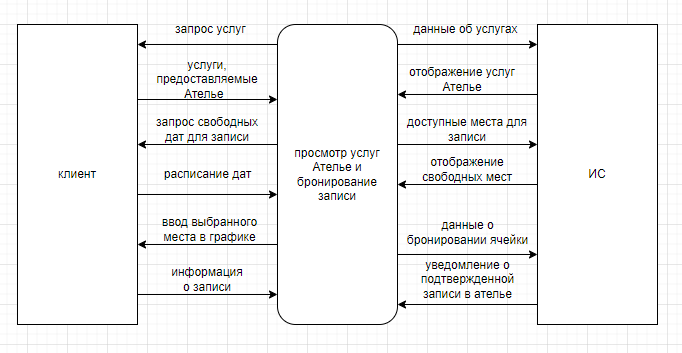 запрос услуг
данные об услугах
услуги,
предоставляемые
Ателье
отображение услуг
Ателье
запрос свободных
дат для записи
доступные места для
записи
клиент
просмотр услуг
Ателье и
бронирование
записи
ИС
расписание дат
отображение
свободных мест
ввод выбранного
места в графике
данные о
бронировании ячейки
информация
о записи
уведомление о
подтвержденной
записи в ателье